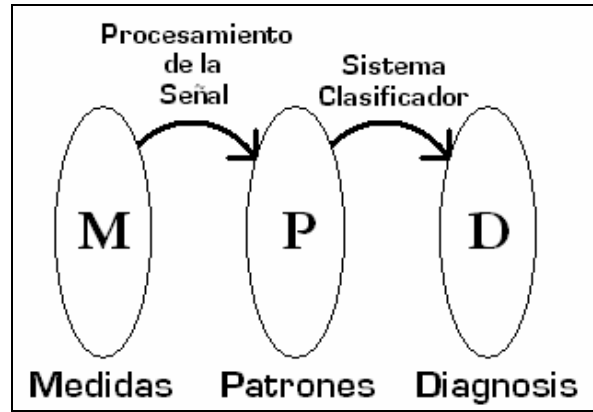 Procesamiento
de la
Señal
Sistema
Clasificador
M
P
D
Medidas
Patrones
Diagnosis